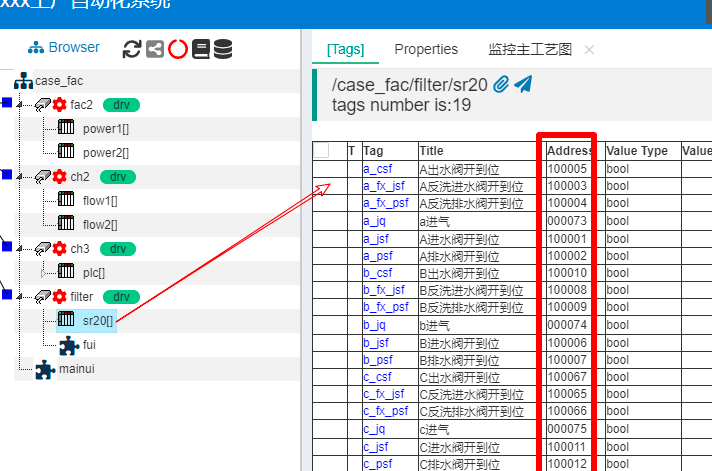 Browser
case_fac
fac2 drv
power1[]
power2[]
ch2 drv
flow1[]
flow2[]
ch3 drv
plc[]
filter drv
sr20[]
fui
mainui
[Tags] Properties 监控主工艺图
/case_fac/filter/sr20
tags number is:19
T Tag Title Address Value Type Value
a_csf A出水阀开到位 100005 bool
a_fx_jsf A反洗进水阀开到位 100003 bool
a_fx_psf A反洗排水阀开到位 100004 bool
a_jq a进气 000073 bool
a_jsf A进水阀开到位 100001 bool
a_psf A排水阀开到位 100002 bool
b_csf B出水阀开到位 100010 bool
b_fx_jsf B反洗进水阀开到位 100008 bool
b_fx_psf B反洗排水阀开到位 100009 bool
b_jq b进气 000074 bool
b_jsf B进水阀开到位 100006 bool
b_psf B排水阀开到位 100007 bool
c_csf C出水阀开到位 100067 bool
c_fx_jsf C反洗进水阀开到位 100065 bool
c_fx_psf C反洗排水阀开到位 100066 bool
c_jq c进气 000075 bool
c_jsf C进水阀开到位 100011 bool
c_psf C排水阀开到位 100012 bool